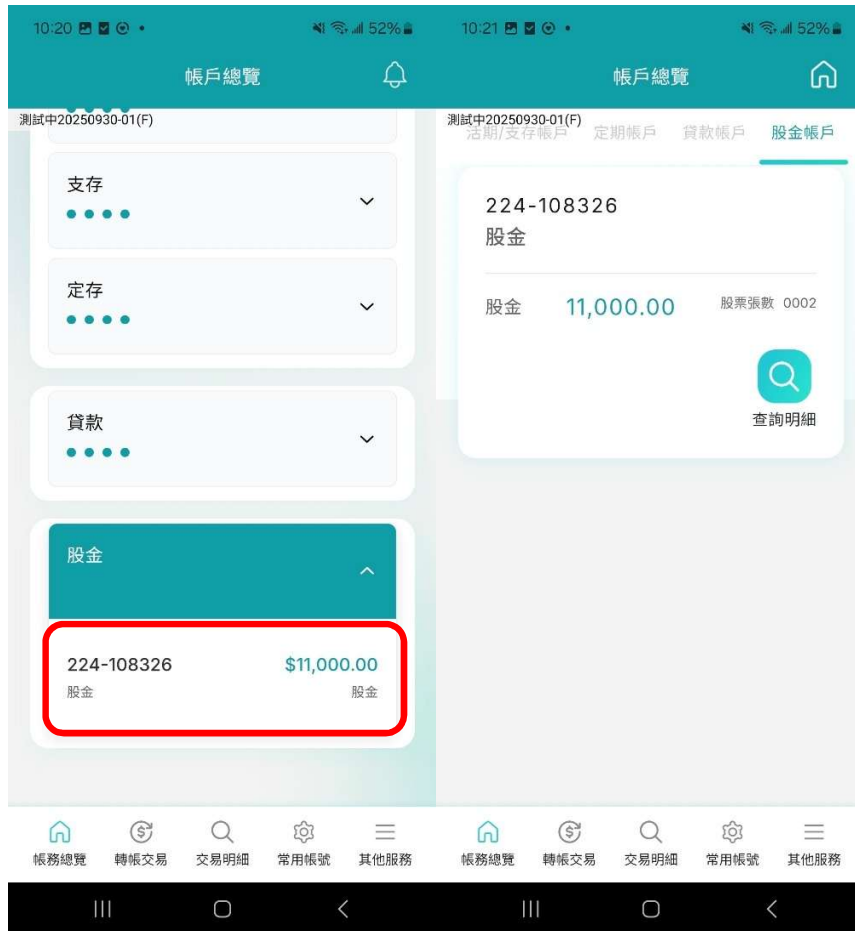 10:20
52%
帳戶總覽
測試中20250930-01(F)
支存
定存
貸款
股金
224-108326 $11,000.00
股金 股金
帳務總覽 轉帳交易 交易明細 常用帳號 其他服務
10:21
52%
帳戶總覽
測試中20250930-01(F)
活期/支存帳戶 定期帳戶 貸款帳戶 股金帳戶
224-108326
股金
股金 11,000.00 股票張數 0002
查詢明細
帳務總覽 轉帳交易 交易明細 常用帳號 其他服務